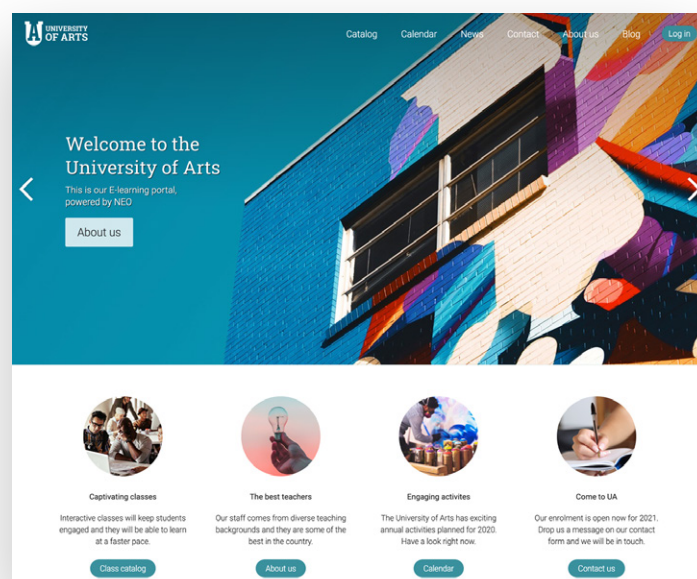 UNIVERSITY
OF ARTS
Catalog Calendar News Contact About us Blog Log in
Welcome to the
University of Arts
This is our E-learning portal,
powered by NEO
About us
Captivating classes
Interactive classes will keep students
engaged and they will be able to learn
at a faster pace.
Class catalog
The best teachers
Our staff comes from diverse teaching
backgrounds and they are some of the
best in the country.
About us
Engaging activites
The University of Arts has exciting
annual activities planned for 2020.
Have a look right now.
Calendar
Come to UA
Our enrolment is open now for 2021.
Drop us a message on our contact
form and we will be in touch.
Contact us